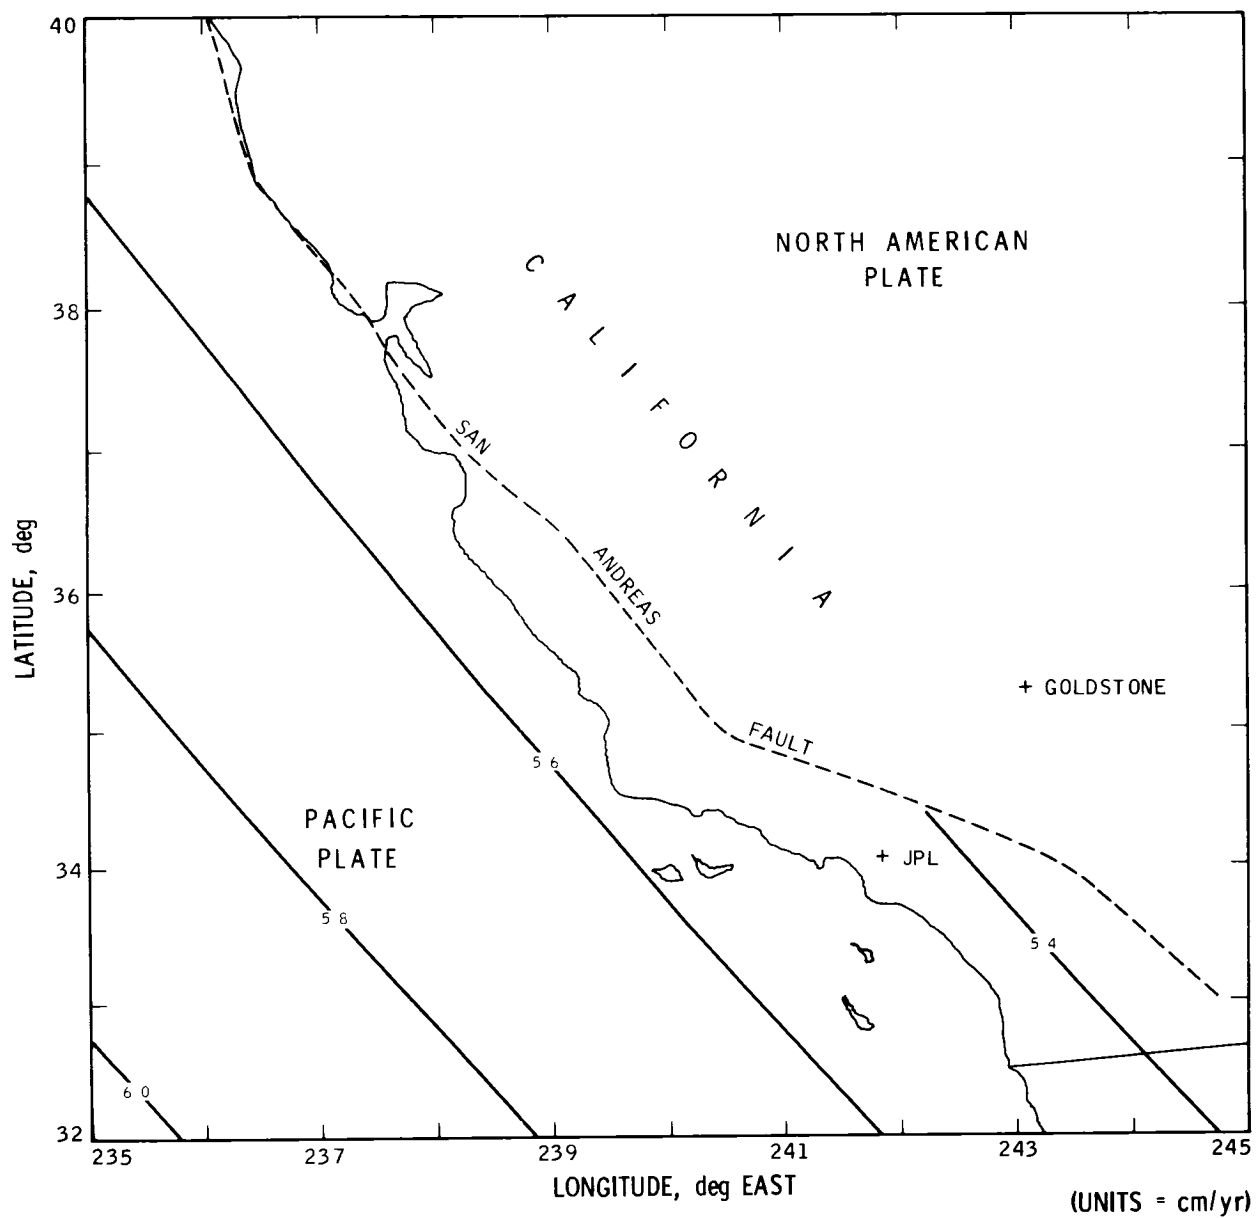 40
38
36
34
32
LATITUDE, deg
NORTH AMERICAN
PLATE
CALIFORNIA
SAN
ANDREAS
FAULT
+ GOLDSTONE
+ JPL
PACIFIC
PLATE
56
58
54
60
235 237 239 241 243 245
LONGITUDE, deg EAST
(UNITS = cm/yr)